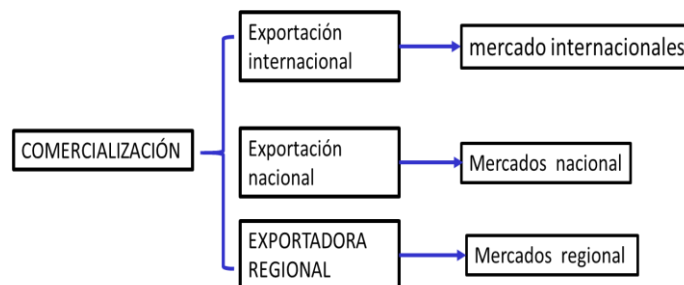 Exportación
internacional
mercado internacionales
COMERCIALIZACIÓN
Exportación
nacional
Mercados nacional
EXPORTADORA
REGIONAL
Mercados regional